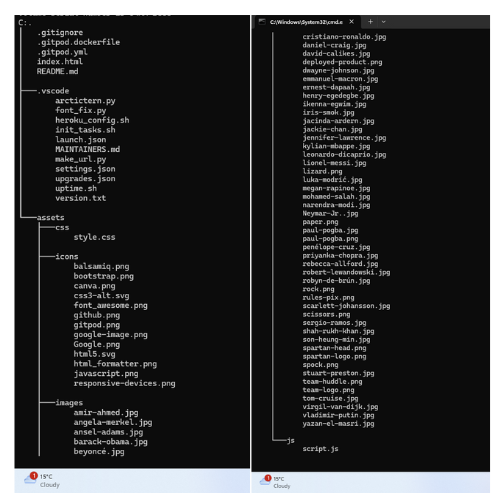 C:.
.gitignore
.gitpod.dockerfile
.gitpod.yml
index.html
README.md
.vscode
arctictern.py
font_fix.py
heroku_config.sh
init_tasks.sh
launch.json
MAINTAINERS.md
make_url.py
settings.json
upgrades.json
uptime.sh
version.txt
assets
css
style.css
icons
balsamiq.png
bootstrap.png
canva.png
css3-alt.svg
font_awesome.png
github.png
gitpod.png
google-image.png
Google.png
html5.svg
html_formatter.png
javascript.png
responsive-devices.png
images
amir-ahmed.jpg
angela-merkel.jpg
ansel-adams.jpg
barack-obama.jpg
beyoncé.jpg
1
15°C
Cloudy
C:\Windows\System32\cmd.e
cristiano-ronaldo.jpg
daniel-craig.jpg
david-calikes.jpg
deployed-product.png
dwayne-johnson.jpg
emmanuel-macron.jpg
ernest-dapaah.jpg
henry-egedegbe.jpg
ikenna-egwim.jpg
iris-smok.jpg
jacinda-ardern.jpg
jackie-chan.jpg
jennifer-lawrence.jpg
kylian-mbappe.jpg
leonardo-dicaprio.jpg
lionel-messi.jpg
lizard.png
luka-modrić.jpg
megan-rapinoe.jpg
mohamed-salah.jpg
narendra-modi.jpg
Neymar-Jr..jpg
paper.png
paul-pogba.jpg
paul-pogba.png
penélope-cruz.jpg
priyanka-chopra.jpg
rebecca-allford.jpg
robert-lewandowski.jpg
robyn-de-brún.jpg
rock.png
rules-pix.png
scarlett-johansson.jpg
scissors.png
sergio-ramos.jpg
shah-rukh-khan.jpg
son-heung-min.jpg
spartan-head.png
spartan-logo.png
spock.png
stuart-preston.jpg
team-huddle.png
team-logo.png
tom-cruise.jpg
virgil-van-dijk.jpg
vladimir-putin.jpg
yazan-el-masri.jpg
js
script.js
1
15°C
Cloudy